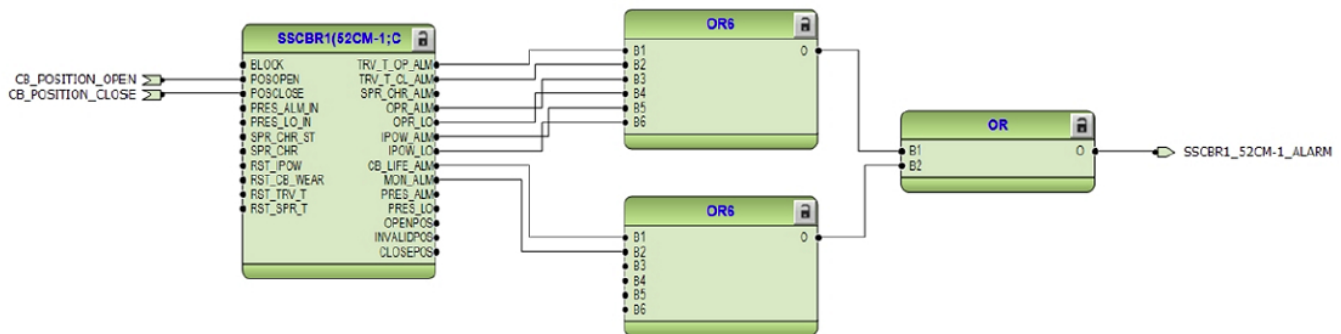 SSCBR1(52CM-1;C
BLOCK
POSOPEN
POSCLOSE
PRES_ALM_IN
PRES_LO_IN
SPR_CHR_ST
SPR_CHR
RST_IPOW
RST_CB_WEAR
RST_TRV_T
RST_SPR_T
TRV_T_OP_ALM
TRV_T_CL_ALM
SPR_CHR_ALM
OPR_ALM
OPR_LO
IPOW_ALM
IPOW_LO
CB_LIFE_ALM
MON_ALM
PRES_ALM
PRES_LO
OPENPOS
INVALIDPOS
CLOSEPOS
CB_POSITION_OPEN
CB_POSITION_CLOSE
OR6
B1
B2
B3
B4
B5
B6
O
OR6
B1
B2
B3
B4
B5
B6
O
OR
B1
B2
O
SSCBR1_52CM-1_ALARM